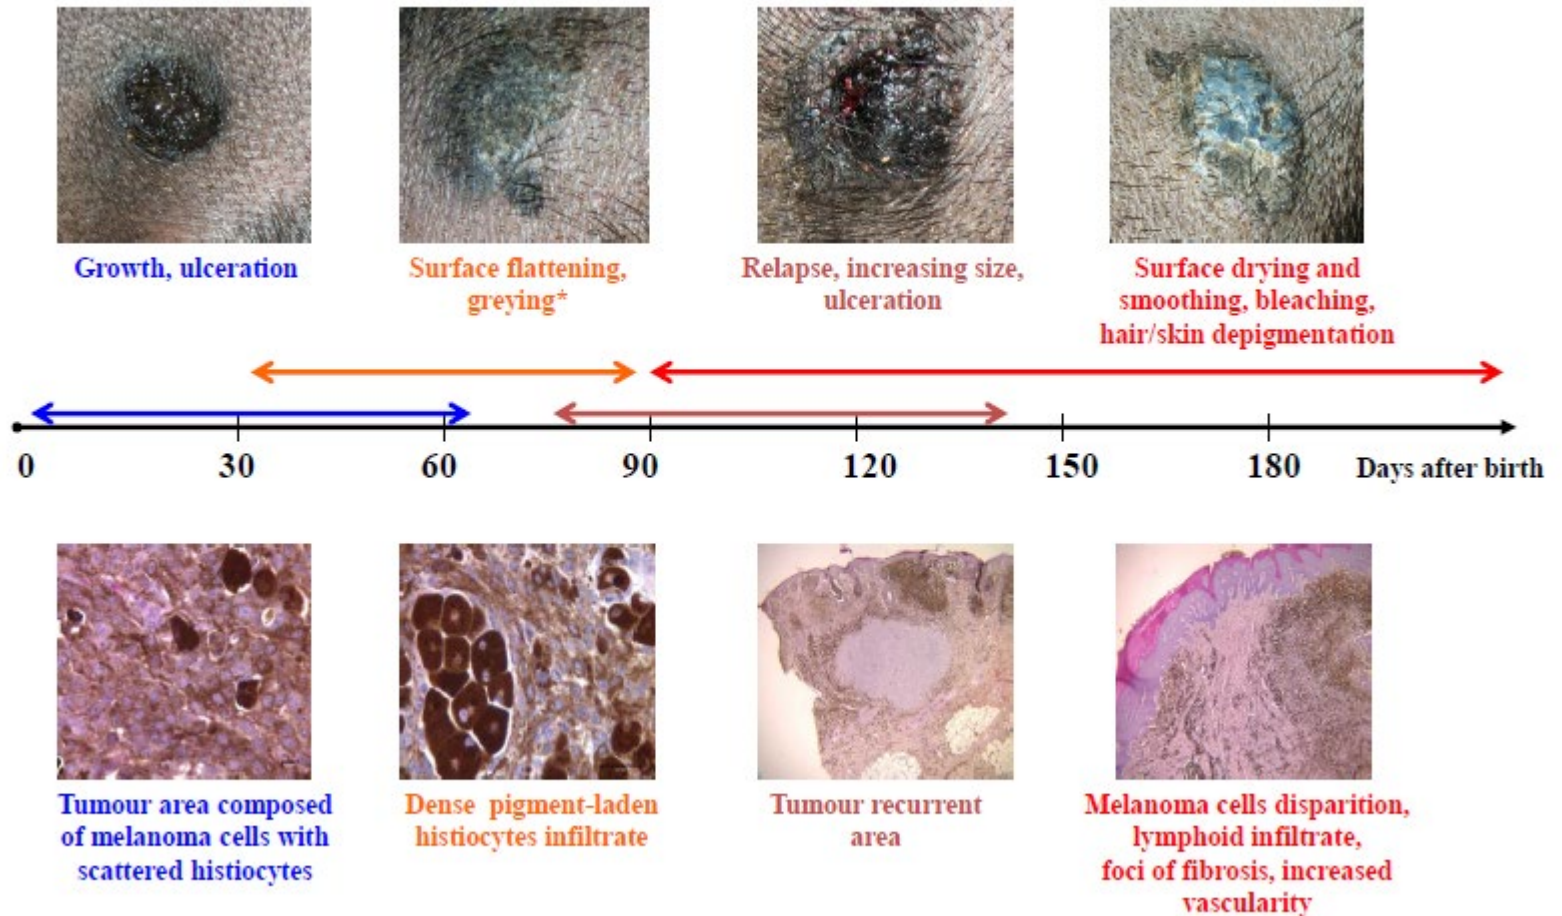 Growth, ulceration
Surface flattening,
greying*
Relapse, increasing size,
ulceration
Surface drying and
smoothing, bleaching,
hair/skin depigmentation
0 30 60 90 120 150 180 Days after birth
Tumour area composed
of melanoma cells with
scattered histiocytes
Dense pigment-laden
histiocytes infiltrate
Tumour recurrent
area
Melanoma cells disparition,
lymphoid infiltrate,
foci of fibrosis, increased
vascularity